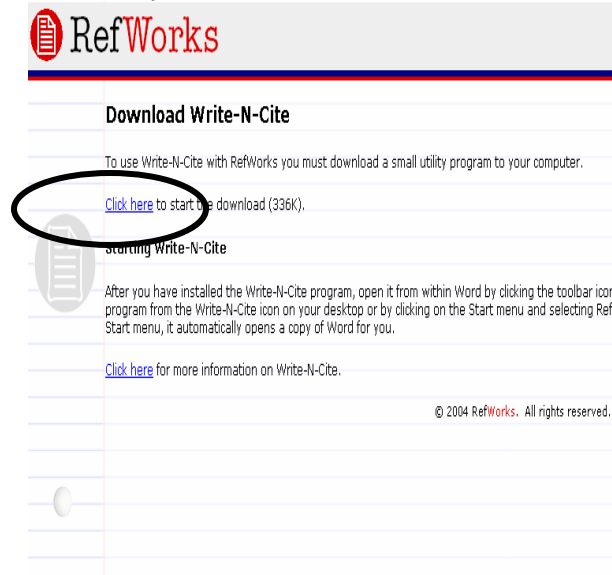 RefWorks
Download Write-N-Cite
To use Write-N-Cite with RefWorks you must download a small utility program to your computer.
Click here to start the download (336K).
Starting Write-N-Cite
After you have installed the Write-N-Cite program, open it from within Word by clicking the toolbar icon
program from the Write-N-Cite icon on your desktop or by clicking on the Start menu and selecting Ref
Start menu, it automatically opens a copy of Word for you.
Click here for more information on Write-N-Cite.
© 2004 RefWorks. All rights reserved.